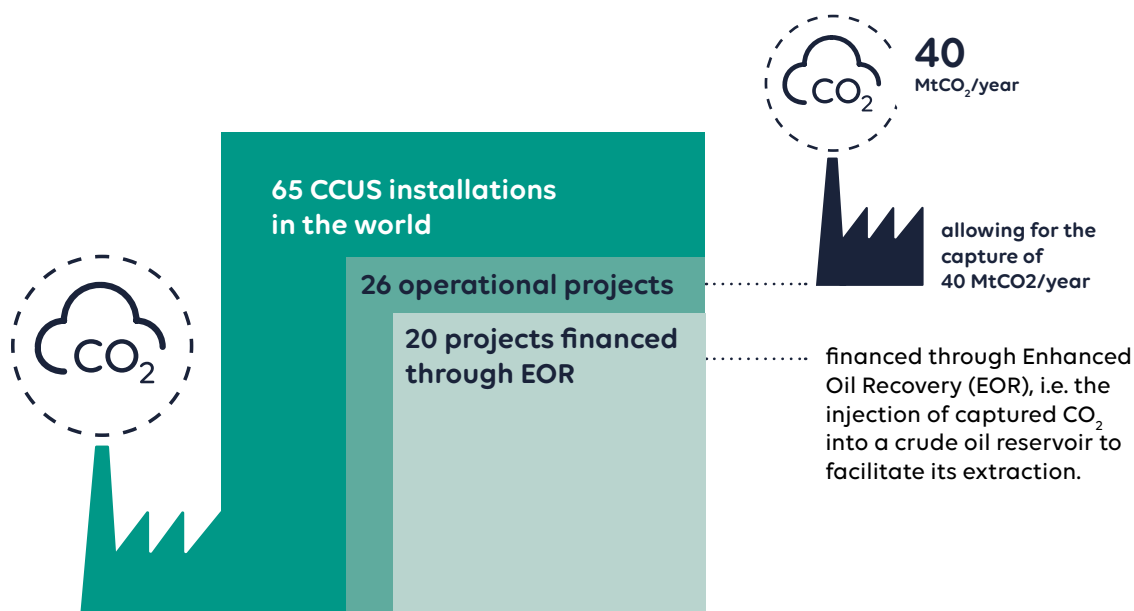 40
MtCO₂/year
65 CCUS installations
in the world
CO₂
allowing for the
capture of
40 MtCO2/year
26 operational projects
20 projects financed
through EOR
CO₂
financed through Enhanced
Oil Recovery (EOR), i.e. the
injection of captured CO₂
into a crude oil reservoir to
facilitate its extraction.